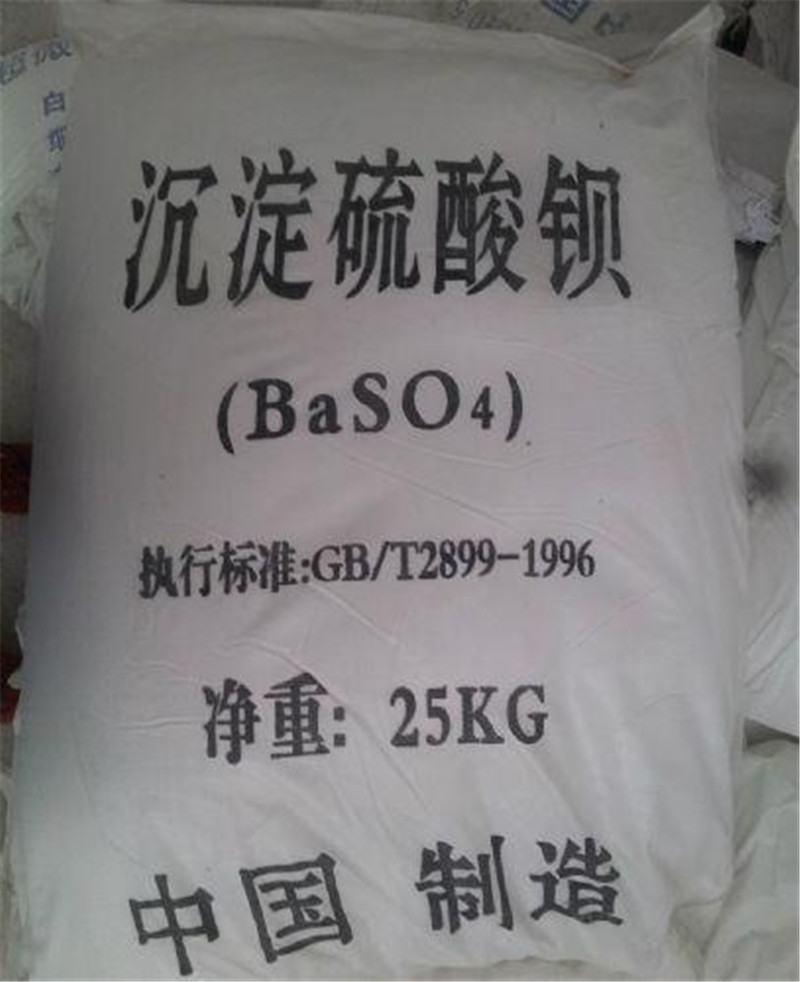 沉淀硫酸钡
(BaSO4)
执行标准:GB/T2899-1996
净重: 25KG
中国 制造
白